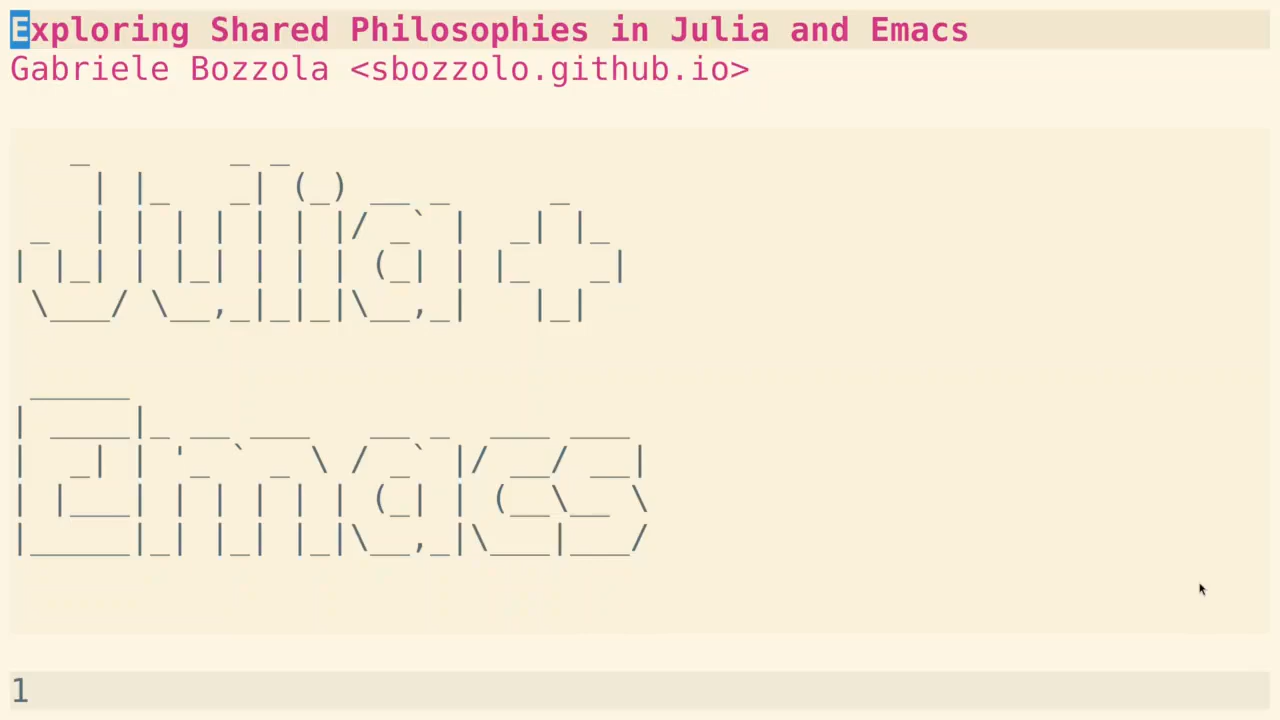 Exploring Shared Philosophies in Julia and Emacs
Gabriele Bozzola <sbozzolo.github.io>
Julia +
Emacs
1